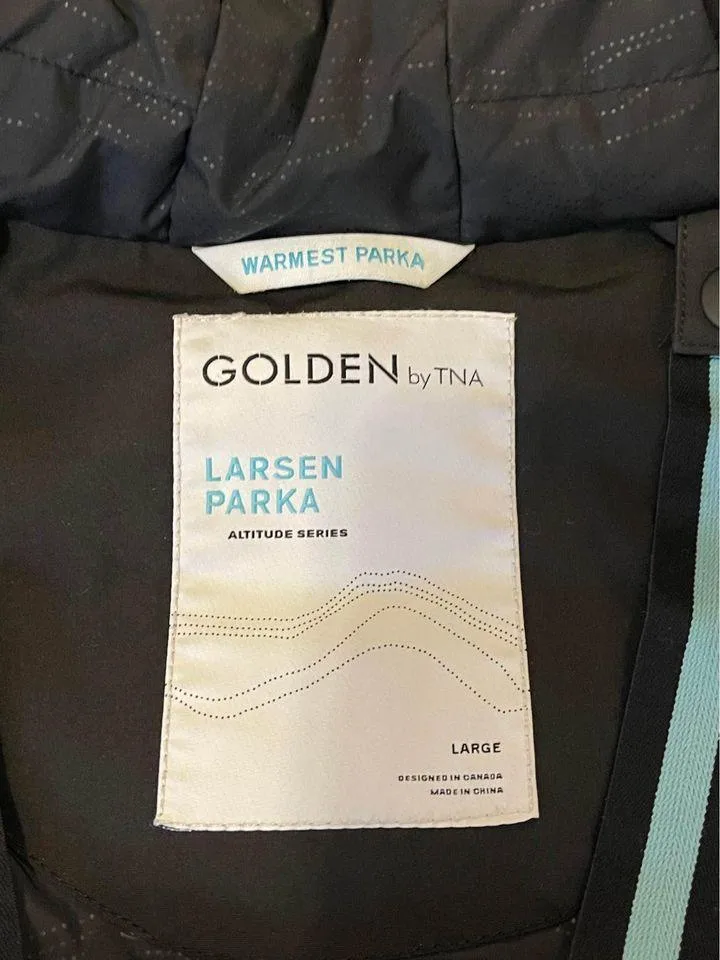 WARMEST PARKA
GOLDEN by TNA
LARSEN
PARKA
ALTITUDE SERIES
LARGE
DESIGNED IN CANADA
MADE IN CHINA